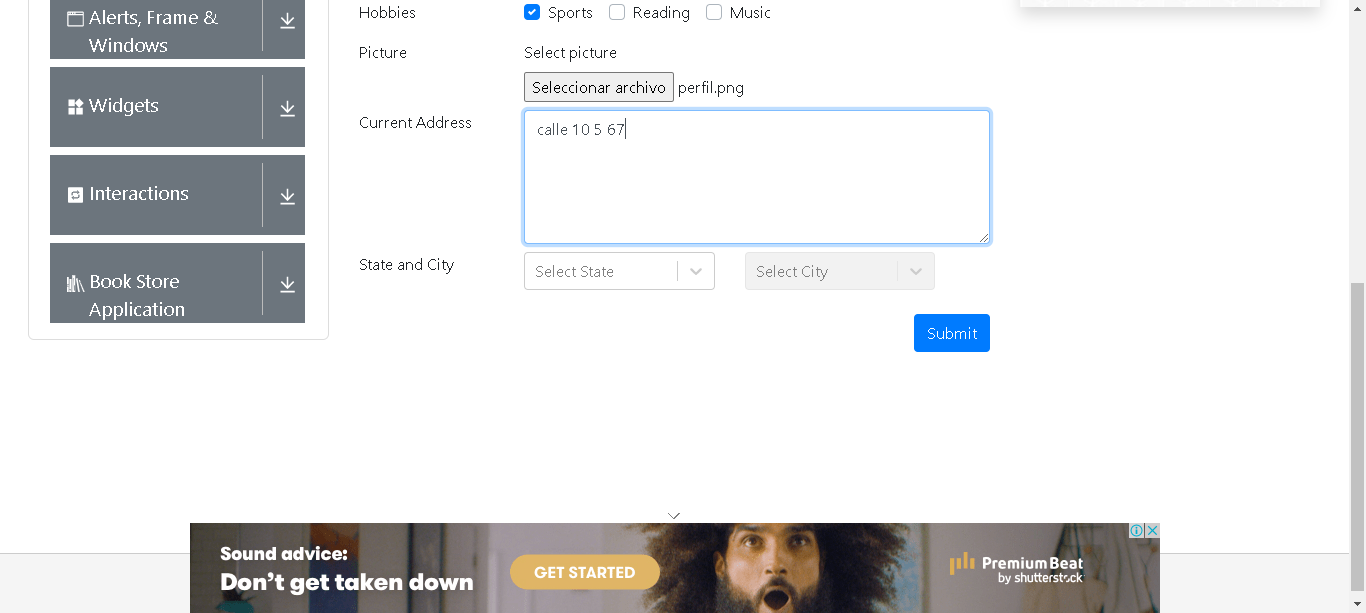 Alerts, Frame &
Windows
Widgets
Interactions
Book Store
Application
Hobbies
Sports Reading Music
Picture
Select picture
Seleccionar archivo perfil.png
Current Address
calle 10 5 67
State and City
Select State
Select City
Submit
Sound advice:
Don't get taken down
GET STARTED
PremiumBeat
by shutterstock